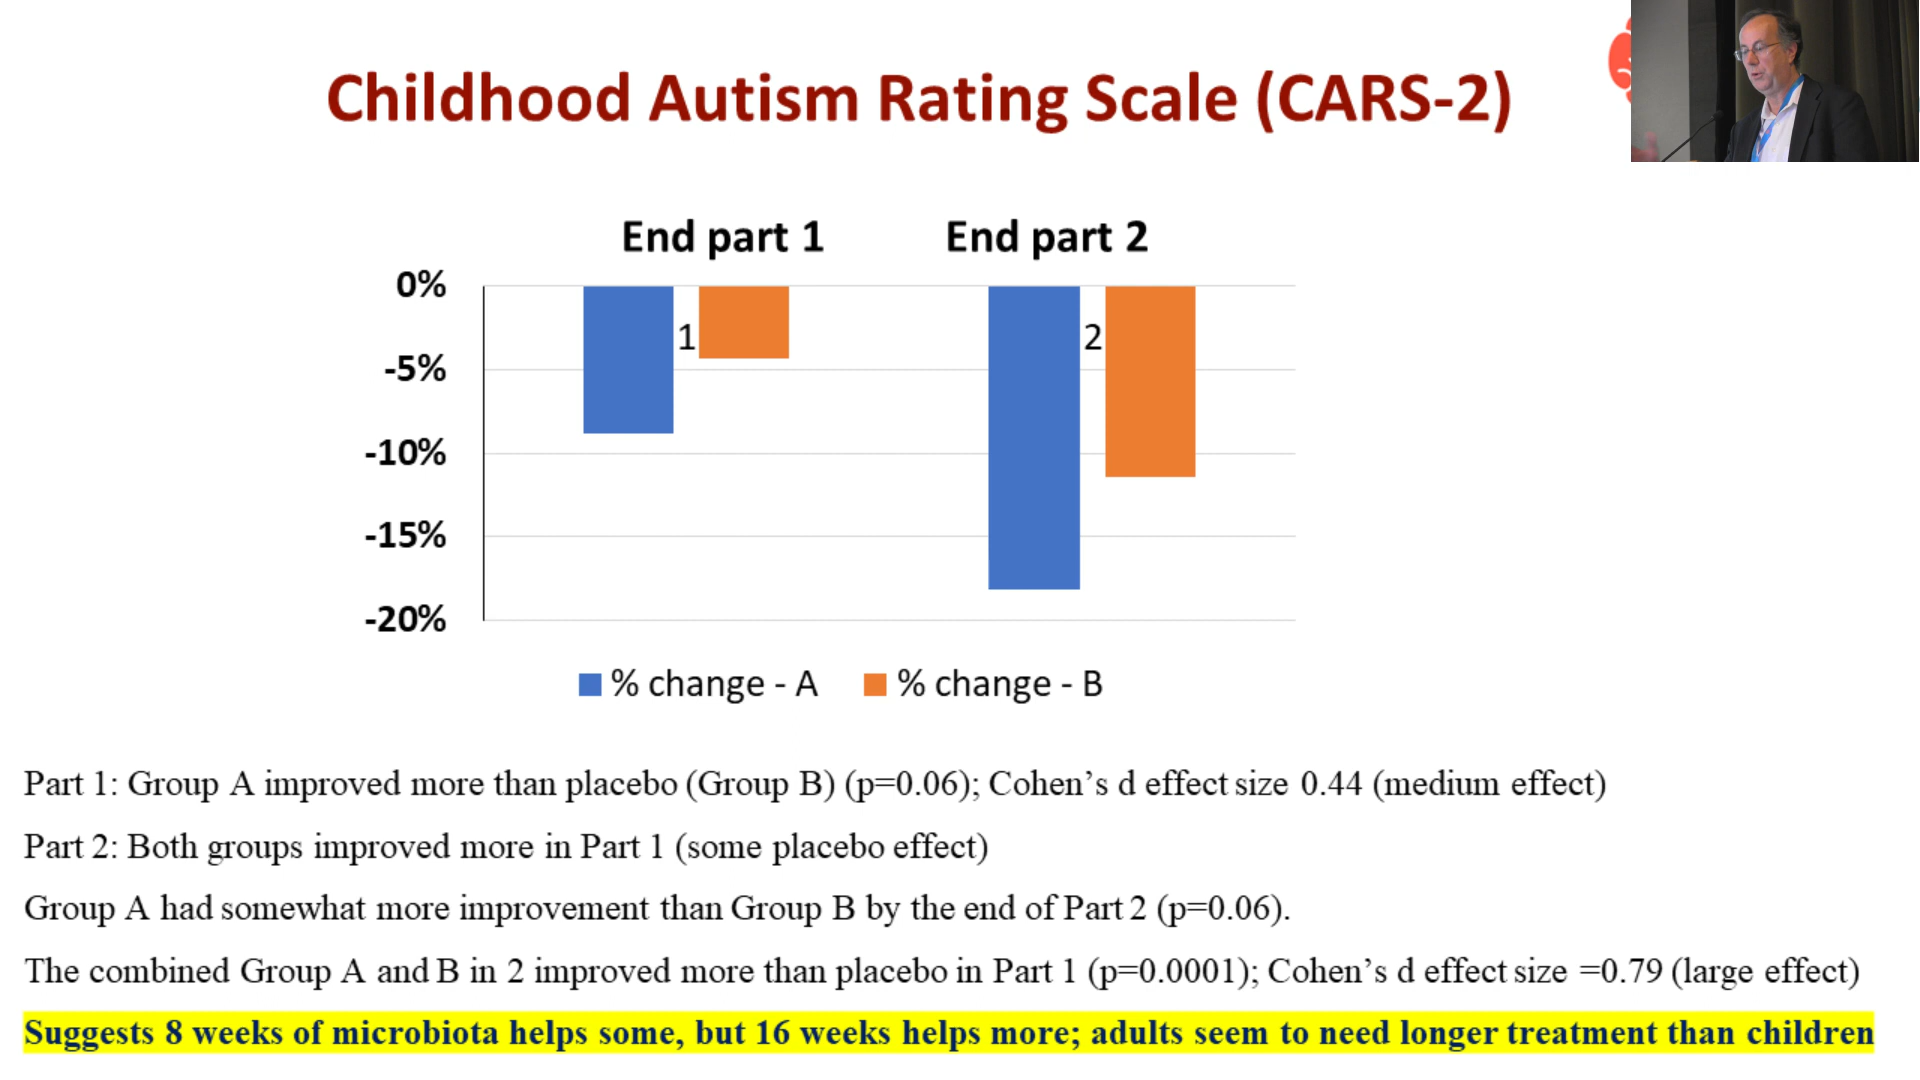 Childhood Autism Rating Scale (CARS-2)
End part 1 End part 2
0%
-5%
-10%
-15%
-20%
1 2
% change - A % change - B
Part 1: Group A improved more than placebo (Group B) (p=0.06); Cohen’s d effect size 0.44 (medium effect)
Part 2: Both groups improved more in Part 1 (some placebo effect)
Group A had somewhat more improvement than Group B by the end of Part 2 (p=0.06).
The combined Group A and B in 2 improved more than placebo in Part 1 (p=0.0001); Cohen’s d effect size =0.79 (large effect)
Suggests 8 weeks of microbiota helps some, but 16 weeks helps more; adults seem to need longer treatment than children